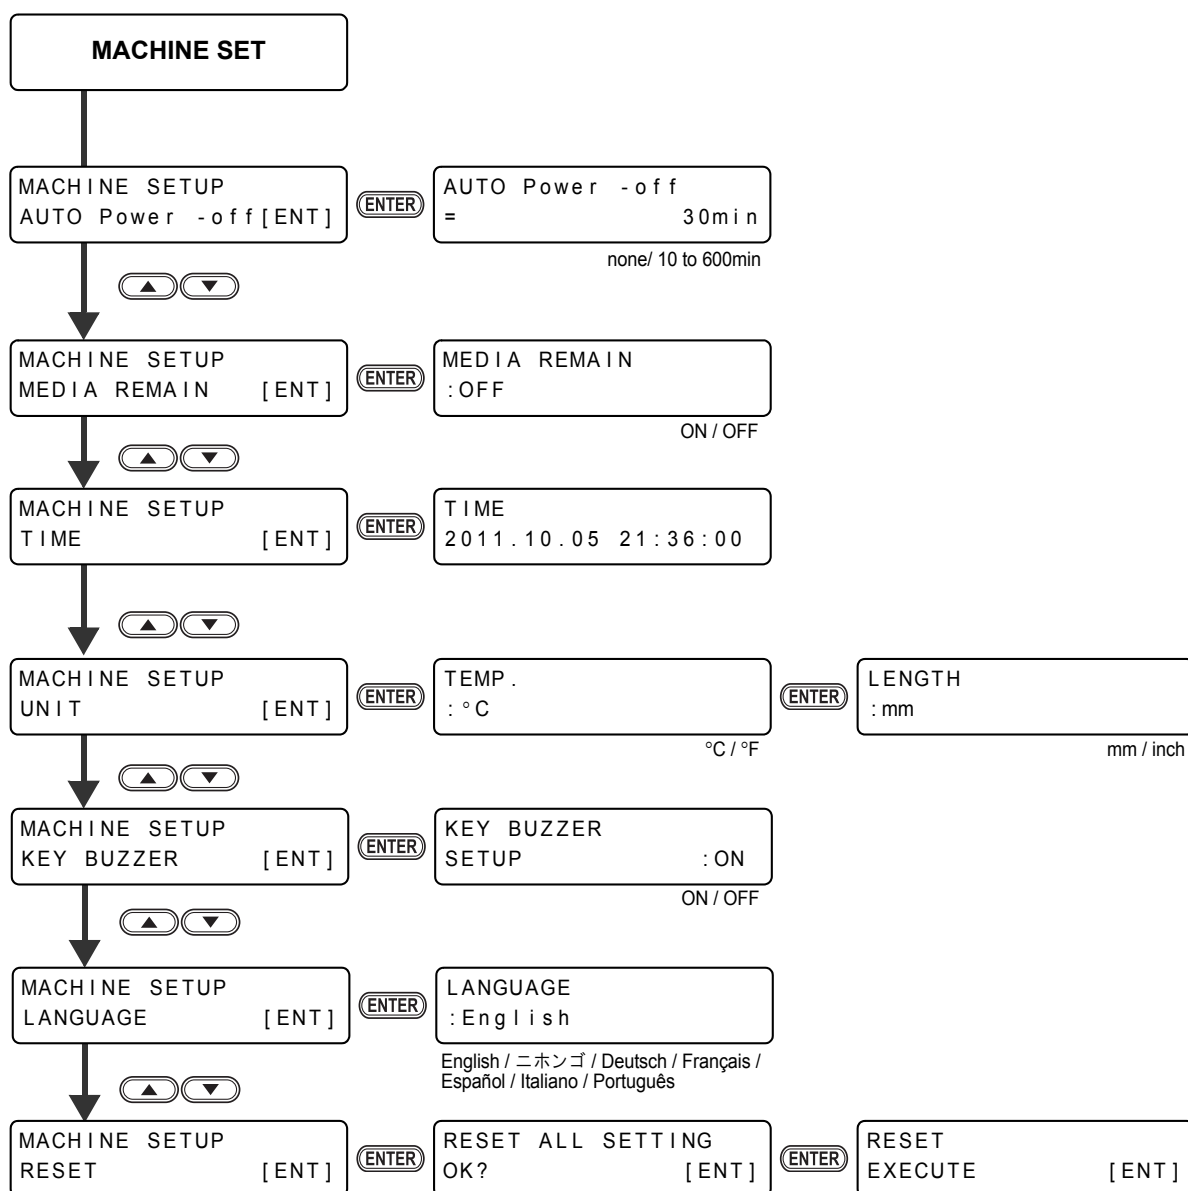 MACHINE SET
MACHINE SETUP
AUTO Power -off[ENT]
ENTER
AUTO Power -off
= 30min
none/ 10 to 600min
MACHINE SETUP
MEDIA REMAIN [ENT]
ENTER
MEDIA REMAIN
:OFF
ON / OFF
MACHINE SETUP
TIME [ENT]
ENTER
TIME
2011.10.05 21:36:00
MACHINE SETUP
UNIT [ENT]
ENTER
TEMP.
:°C
°C / °F
ENTER
LENGTH
:mm
mm / inch
MACHINE SETUP
KEY BUZZER [ENT]
ENTER
KEY BUZZER
SETUP :ON
ON / OFF
MACHINE SETUP
LANGUAGE [ENT]
ENTER
LANGUAGE
:English
English / ニホンゴ / Deutsch / Français /
Español / Italiano / Português
MACHINE SETUP
RESET [ENT]
ENTER
RESET ALL SETTING
OK? [ENT]
ENTER
RESET
EXECUTE [ENT]